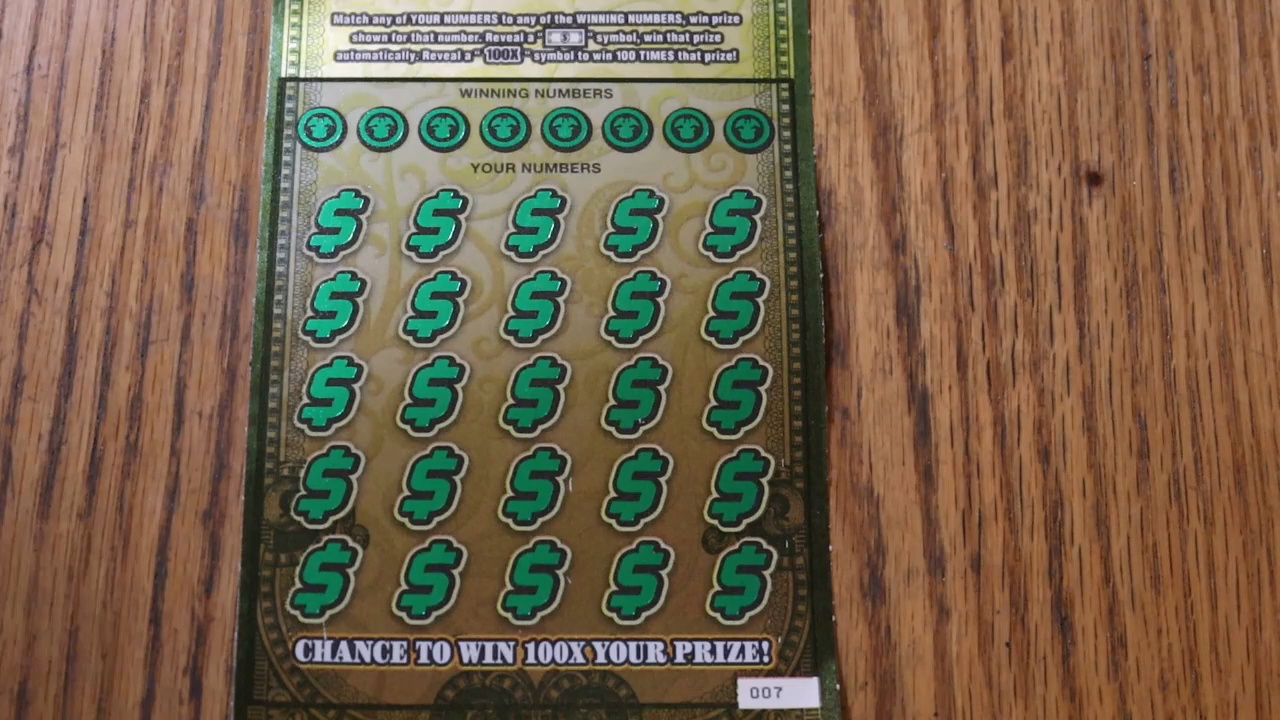 Match any of YOUR NUMBERS to any of the WINNING NUMBERS, win prize
shown for that number. Reveal a " $ " symbol, win that prize
automatically. Reveal a " 100X " symbol to win 100 TIMES that prize!
WINNING NUMBERS
YOUR NUMBERS
$ $ $ $ $
$ $ $ $ $
$ $ $ $ $
$ $ $ $ $
$ $ $ $ $
CHANCE TO WIN 100X YOUR PRIZE!
007